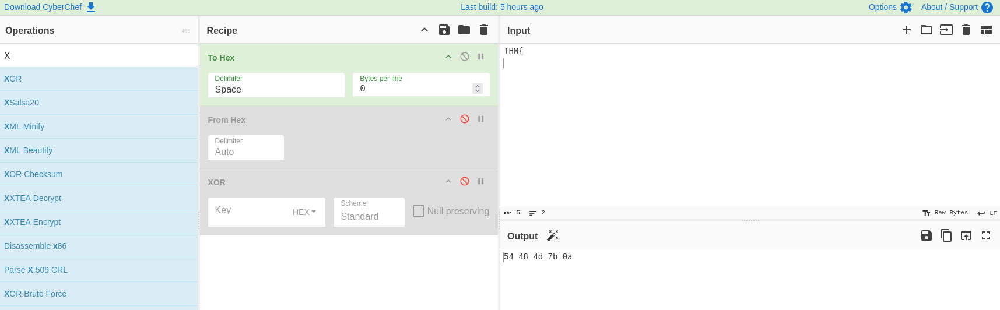 Download CyberChef
Last build: 5 hours ago
Options
About / Support
Operations
465
X
XOR
XSalsa20
XML Minify
XML Beautify
XOR Checksum
XXTEA Decrypt
XXTEA Encrypt
Disassemble x86
Parse X.509 CRL
XOR Brute Force
Recipe
To Hex
Delimiter
Space
Bytes per line
0
From Hex
Delimiter
Auto
XOR
Key
HEX
Scheme
Standard
Null preserving
Input
THM{
ABC 5 2
Raw Bytes LF
Output
54 48 4d 7b 0a